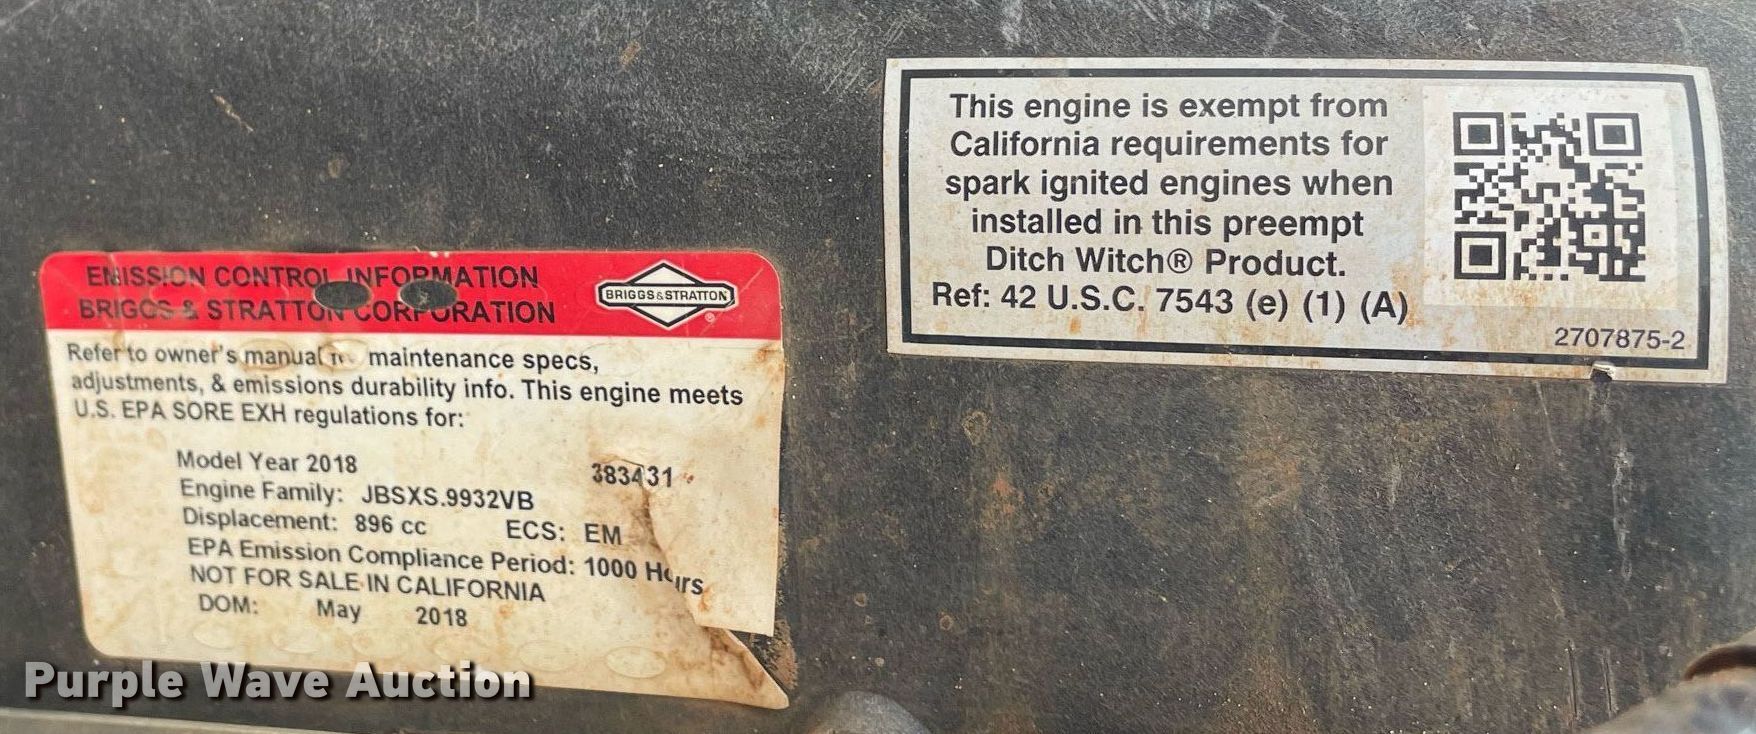 EMISSION CONTROL INFORMATION
BRIGGS & STRATTON CORPORATION
BRIGGS & STRATTON
®
Refer to owner's manual maintenance specs,
adjustments, & emissions durability info. This engine meets
U.S. EPA SORE EXH regulations for:
Model Year 2018 383431
Engine Family: JBSXS.9932VB
Displacement: 896 cc ECS: EM
EPA Emission Compliance Period: 1000 Hours
NOT FOR SALE IN CALIFORNIA
DOM: May 2018
This engine is exempt from
California requirements for
spark ignited engines when
installed in this preempt
Ditch Witch® Product.
Ref: 42 U.S.C. 7543 (e) (1) (A)
2707875-2
Purple Wave Auction